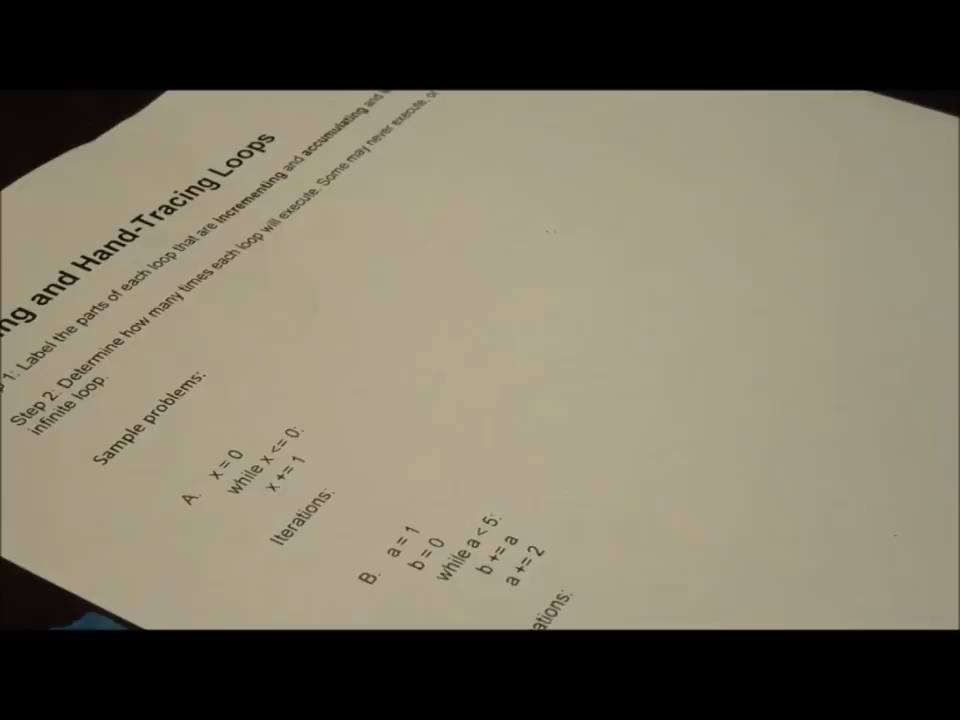 ng and Hand-Tracing Loops
p 1: Label the parts of each loop that are incrementing and accumulating and
Step 2: Determine how many times each loop will execute. Some may never execute, or
infinite loop.
Sample problems:
A. x = 0
while x <= 0:
x += 1
Iterations:
B. a = 1
b = 0
while a < 5:
b += a
a += 2
ations: